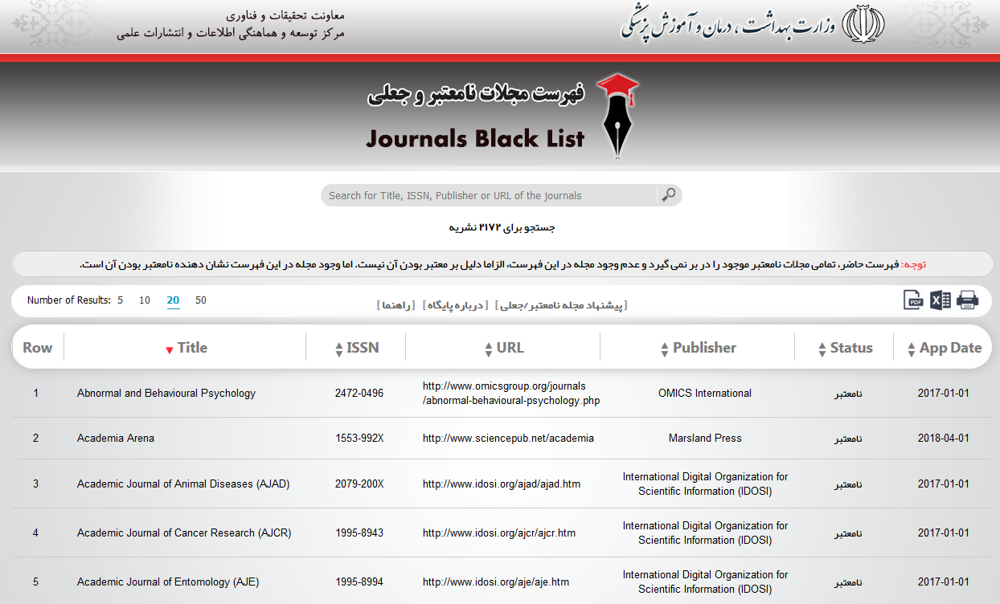 وزارت بهداشت، درمان و آموزش پزشکی
معاونت تحقیقات و فناوری
مرکز توسعه و هماهنگی اطلاعات و انتشارات علمی
فهرست مجلات نامعتبر و جعلی
Journals Black List
Search for Title, ISSN, Publisher or URL of the journals
جستجو برای ۲۱۷۲ نشریه
توجه: فهرست حاضر، تمامی مجلات نامعتبر موجود را در بر نمی گیرد و عدم وجود مجله در این فهرست، الزاما دلیل بر معتبر بودن آن نیست. اما وجود مجله در این فهرست نشان دهنده نامعتبر بودن آن است.
Number of Results: 5 10 20 50
[پیشنهاد مجله نامعتبر/جعلی] [درباره پایگاه] [راهنما]
PDF
Row Title ISSN URL Publisher Status App Date
1 Abnormal and Behavioural Psychology 2472-0496 http://www.omicsgroup.org/journals
/abnormal-behavioural-psychology.php OMICS International نامعتبر 2017-01-01
2 Academia Arena 1553-992X http://www.sciencepub.net/academia Marsland Press نامعتبر 2018-04-01
3 Academic Journal of Animal Diseases (AJAD) 2079-200X http://www.idosi.org/ajad/ajad.htm International Digital Organization for
Scientific Information (IDOSI) نامعتبر 2017-01-01
4 Academic Journal of Cancer Research (AJCR) 1995-8943 http://www.idosi.org/ajcr/ajcr.htm International Digital Organization for
Scientific Information (IDOSI) نامعتبر 2017-01-01
5 Academic Journal of Entomology (AJE) 1995-8994 http://www.idosi.org/aje/aje.htm International Digital Organization for
Scientific Information (IDOSI) نامعتبر 2017-01-01